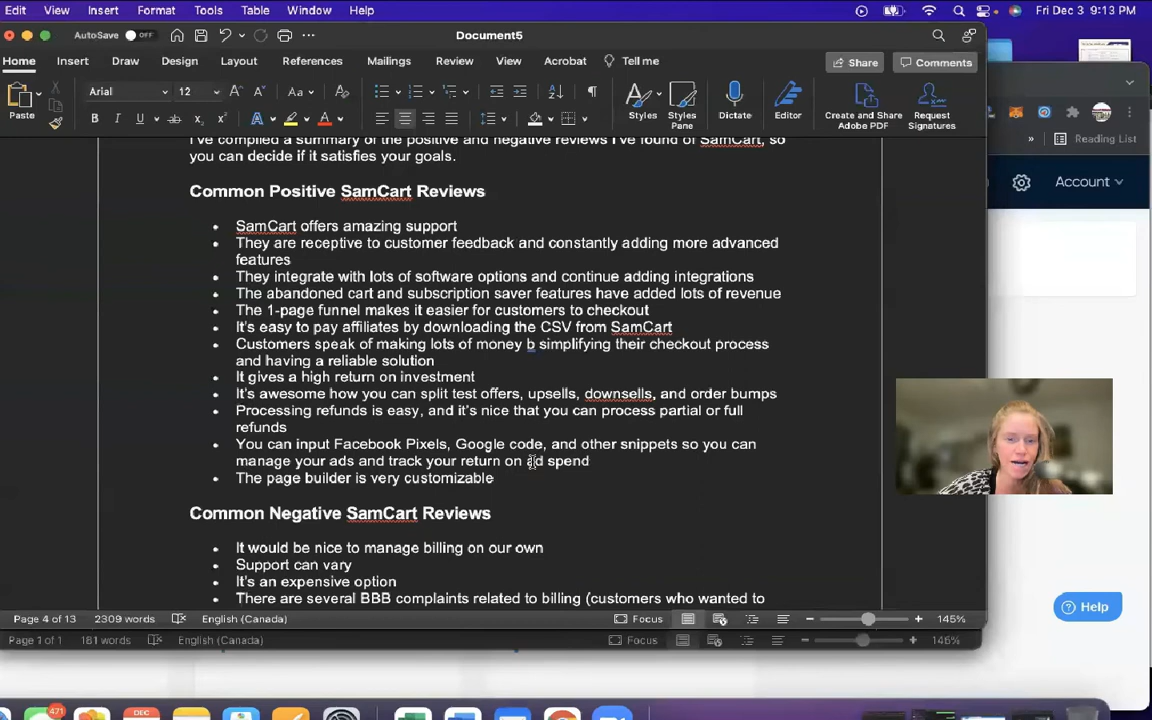 Edit View Insert Format Tools Table Window Help Fri Dec 3 9:13 PM
AutoSave OFF Document5
Home Insert Draw Design Layout References Mailings Review View Acrobat Tell me Share Comments
Arial 12 Aa
Paste Styles Styles Pane Dictate Editor Create and Share Adobe PDF Request Signatures
Reading List
Account
I've compiled a summary of the positive and negative reviews I've found of SamCart, so
you can decide if it satisfies your goals.
Common Positive SamCart Reviews
• SamCart offers amazing support
• They are receptive to customer feedback and constantly adding more advanced
features
• They integrate with lots of software options and continue adding integrations
• The abandoned cart and subscription saver features have added lots of revenue
• The 1-page funnel makes it easier for customers to checkout
• It's easy to pay affiliates by downloading the CSV from SamCart
• Customers speak of making lots of money b simplifying their checkout process
and having a reliable solution
• It gives a high return on investment
• It's awesome how you can split test offers, upsells, downsells, and order bumps
• Processing refunds is easy, and it's nice that you can process partial or full
refunds
• You can input Facebook Pixels, Google code, and other snippets so you can
manage your ads and track your return on ad spend
• The page builder is very customizable
Common Negative SamCart Reviews
• It would be nice to manage billing on our own
• Support can vary
• It's an expensive option
• There are several BBB complaints related to billing (customers who wanted to
Help
Page 4 of 13 2309 words English (Canada) Focus 145%
Page 1 of 1 181 words English (Canada) Focus 146%
471 DEC